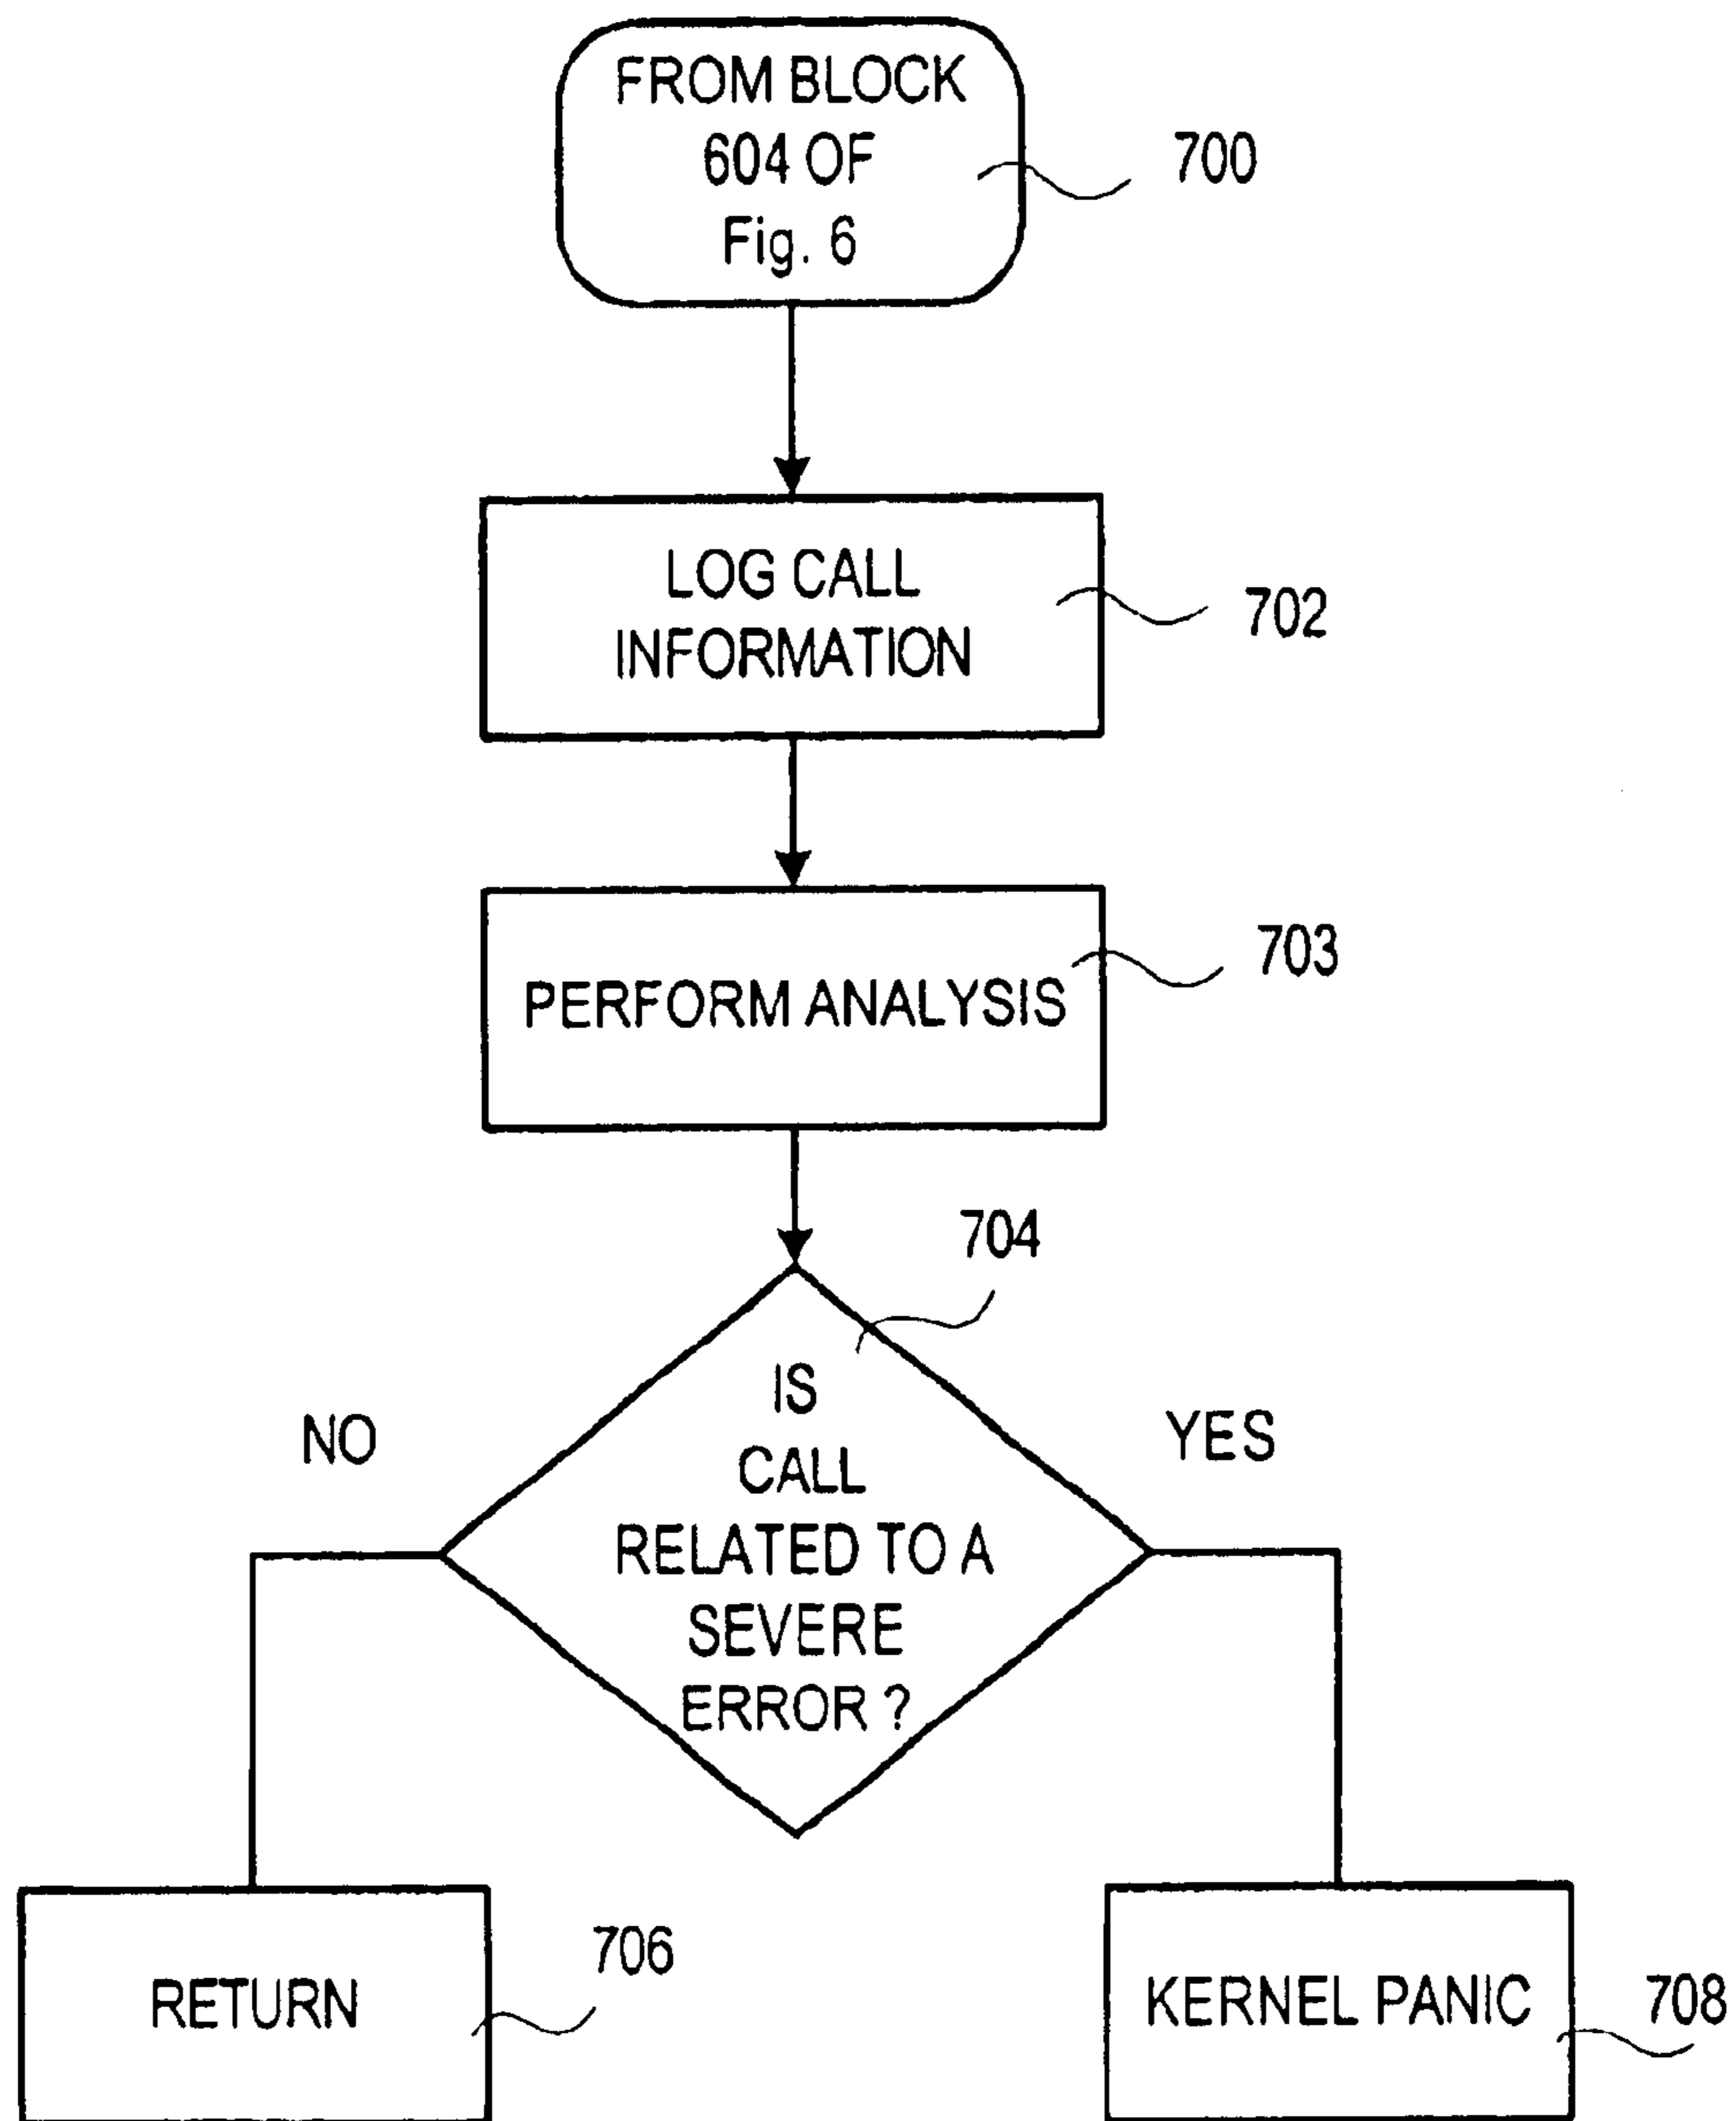 FROM BLOCK
604 OF
Fig. 6
700
LOG CALL
INFORMATION
702
703
PERFORM ANALYSIS
704
IS
CALL
RELATED TO A
SEVERE
ERROR ?
NO
YES
RETURN
706
KERNEL PANIC
708